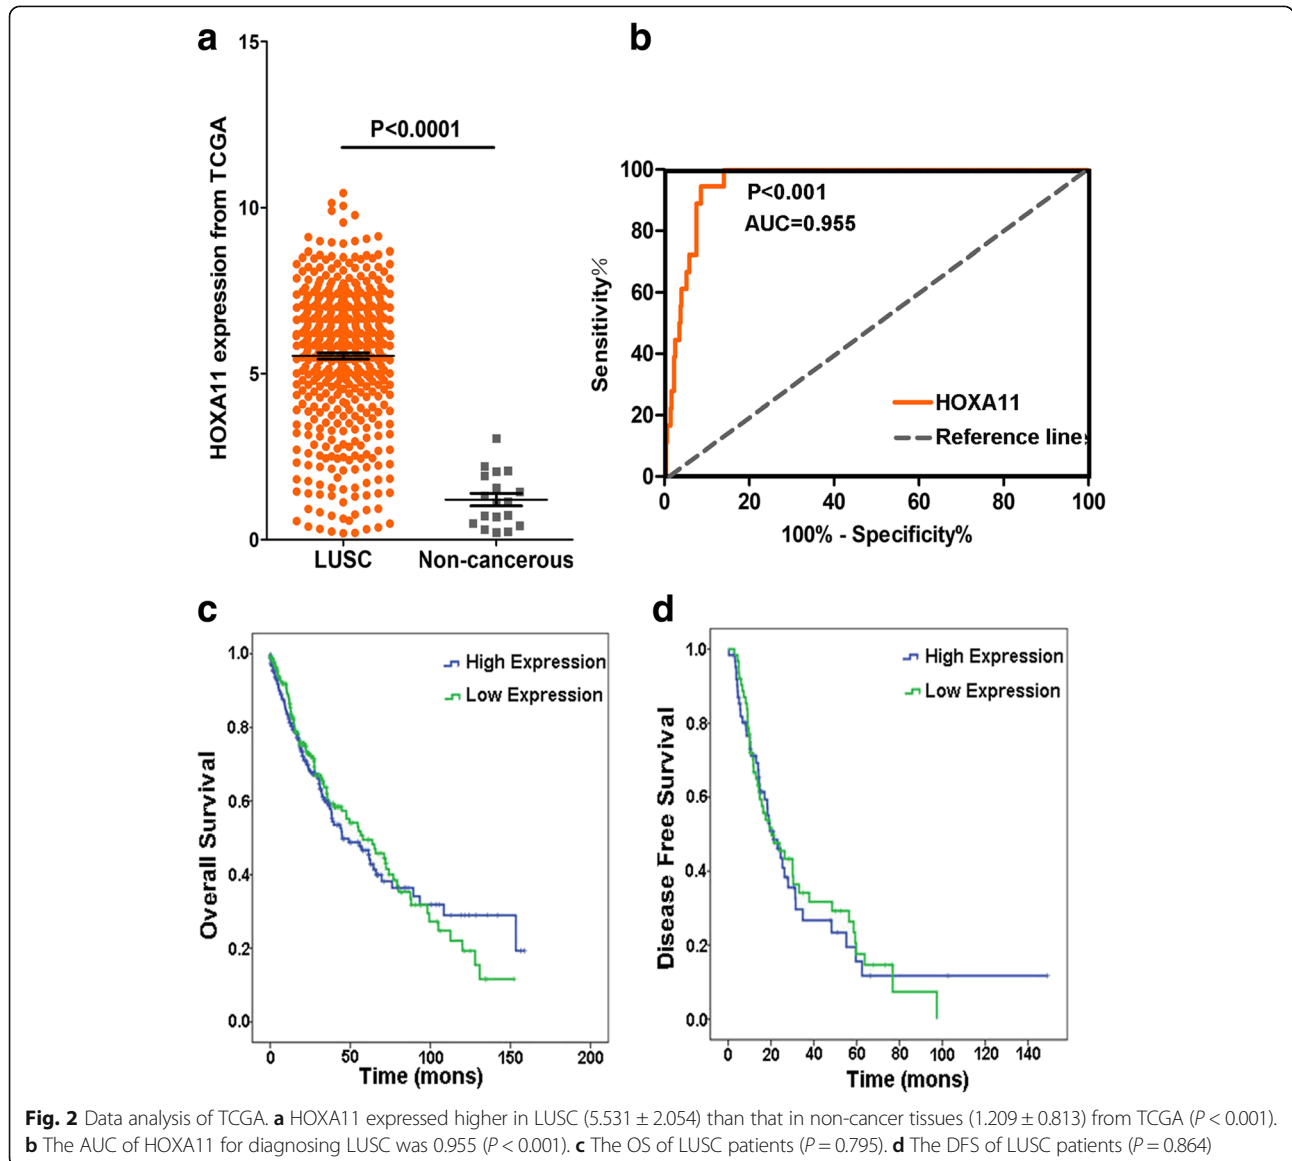 a
15
10
5
0
HOXA11 expression from TCGA
P<0.0001
LUSC
Non-cancerous
b
100
80
60
40
20
0
Sensitivity%
P<0.001
AUC=0.955
HOXA11
Reference line
0 20 40 60 80 100
100% - Specificity%
c
1.0
0.8
0.6
0.4
0.2
0.0
Overall Survival
High Expression
Low Expression
0 50 100 150 200
Time (mons)
d
1.0
0.8
0.6
0.4
0.2
0.0
Disease Free Survival
High Expression
Low Expression
0 20 40 60 80 100 120 140
Time (mons)
Fig. 2 Data analysis of TCGA. a HOXA11 expressed higher in LUSC (5.531 ± 2.054) than that in non-cancer tissues (1.209 ± 0.813) from TCGA (P < 0.001).
b The AUC of HOXA11 for diagnosing LUSC was 0.955 (P < 0.001). c The OS of LUSC patients (P = 0.795). d The DFS of LUSC patients (P = 0.864)